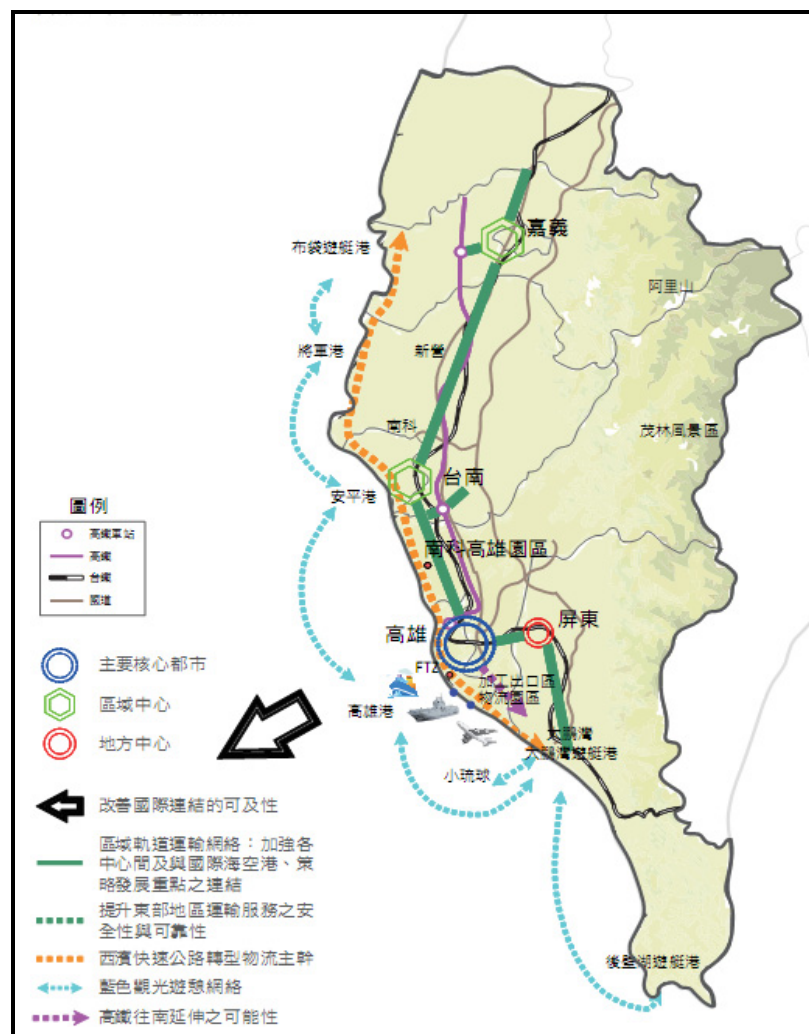 嘉義
布袋遊艇港
阿里山
將軍港
新營
南科
茂林風景區
台南
安平港
圖例
高鐵車站
高鐵
台鐵
國道
南科高雄園區
高雄
屏東
FTZ
加工出口區
物流園區
高雄港
大鵬灣
大鵬灣遊艇港
小琉球
後壁湖遊艇港
主要核心都市
區域中心
地方中心
改善國際連結的可及性
區域軌道運輸網絡：加強各
中心間及與國際海空港、策
略發展重點之連結
提升東部地區運輸服務之安
全性與可靠性
西濱快速公路轉型物流主幹
藍色觀光遊憩網絡
高鐵往南延伸之可能性